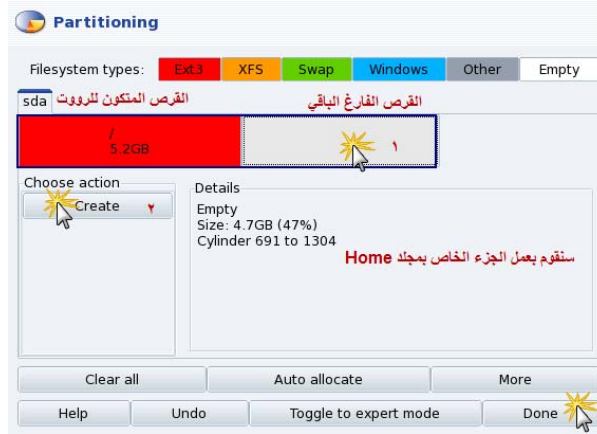 Partitioning
Filesystem types: Ext3 XFS Swap Windows Other Empty
sda القرص المتكون للرووت القرص الفارغ الباقي
/
5.2GB
١
Choose action
Create ٢
Details
Empty
Size: 4.7GB (47%)
Cylinder 691 to 1304
سنقوم بعمل الجزء الخاص بمجلد Home
Clear all Auto allocate More
Help Undo Toggle to expert mode Done